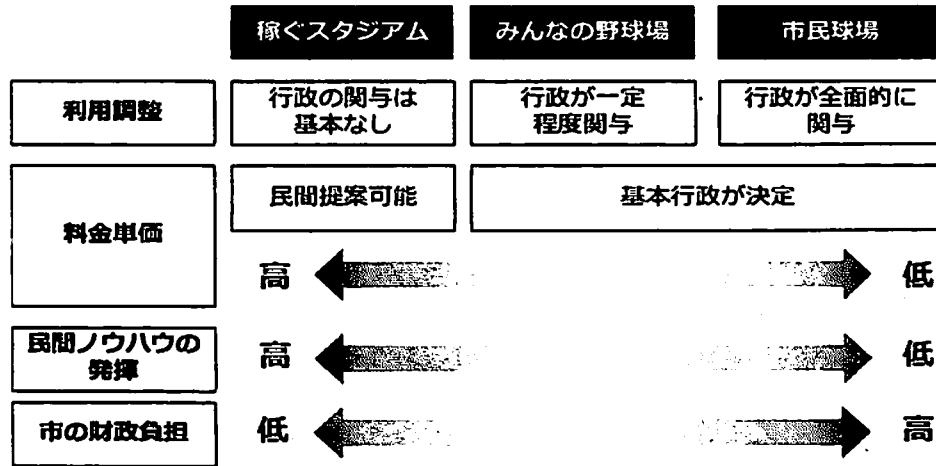 稼ぐスタジアム
みんなの野球場
市民球場
利用調整
行政の関与は
基本なし
行政が一定
程度関与
行政が全面的に
関与
料金単価
民間提案可能
基本行政が決定
高
低
民間ノウハウの
発揮
高
低
市の財政負担
低
高